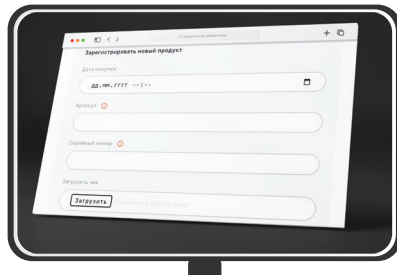 Зарегистрировать новый продукт
Дата покупки
ДД.ММ.ГГГГ --:--
Артикул
Серийный номер
Загрузить чек
Загрузить